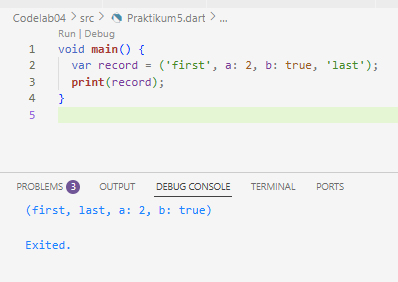 Codelab04 > src > Praktikum5.dart > ...
Run | Debug
1 void main() {
2 var record = ('first', a: 2, b: true, 'last');
3 print(record);
4 }
5
PROBLEMS 3 OUTPUT DEBUG CONSOLE TERMINAL PORTS
(first, last, a: 2, b: true)
Exited.